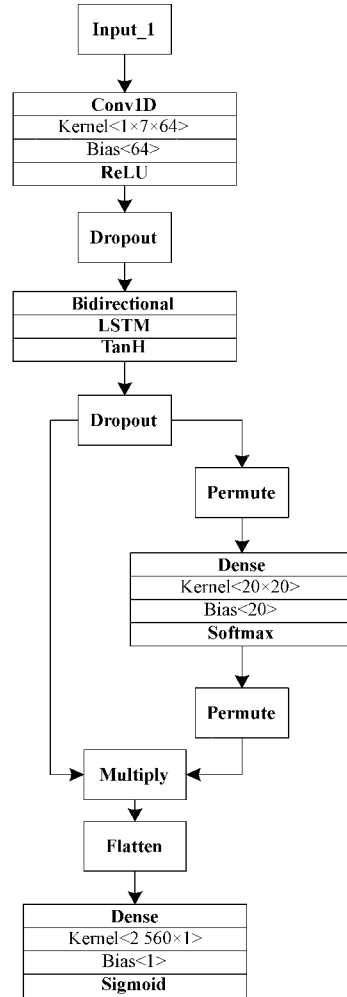 Input_1
Conv1D
Kernel<1×7×64>
Bias<64>
ReLU
Dropout
Bidirectional
LSTM
TanH
Dropout
Permute
Dense
Kernel<20×20>
Bias<20>
Softmax
Permute
Multiply
Flatten
Dense
Kernel<2 560×1>
Bias<1>
Sigmoid